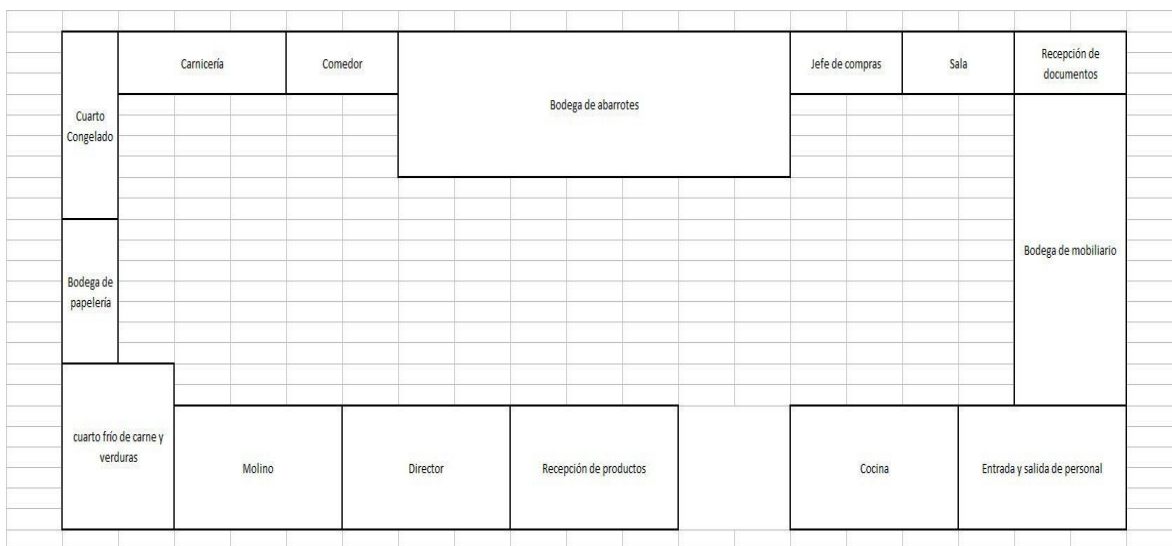 Carnicería
Comedor
Bodega de abarrotes
Jefe de compras
Sala
Recepción de
documentos
Cuarto
Congelado
Bodega de mobiliario
Bodega de
papelería
cuarto frío de carne y
verduras
Molino
Director
Recepción de productos
Cocina
Entrada y salida de personal